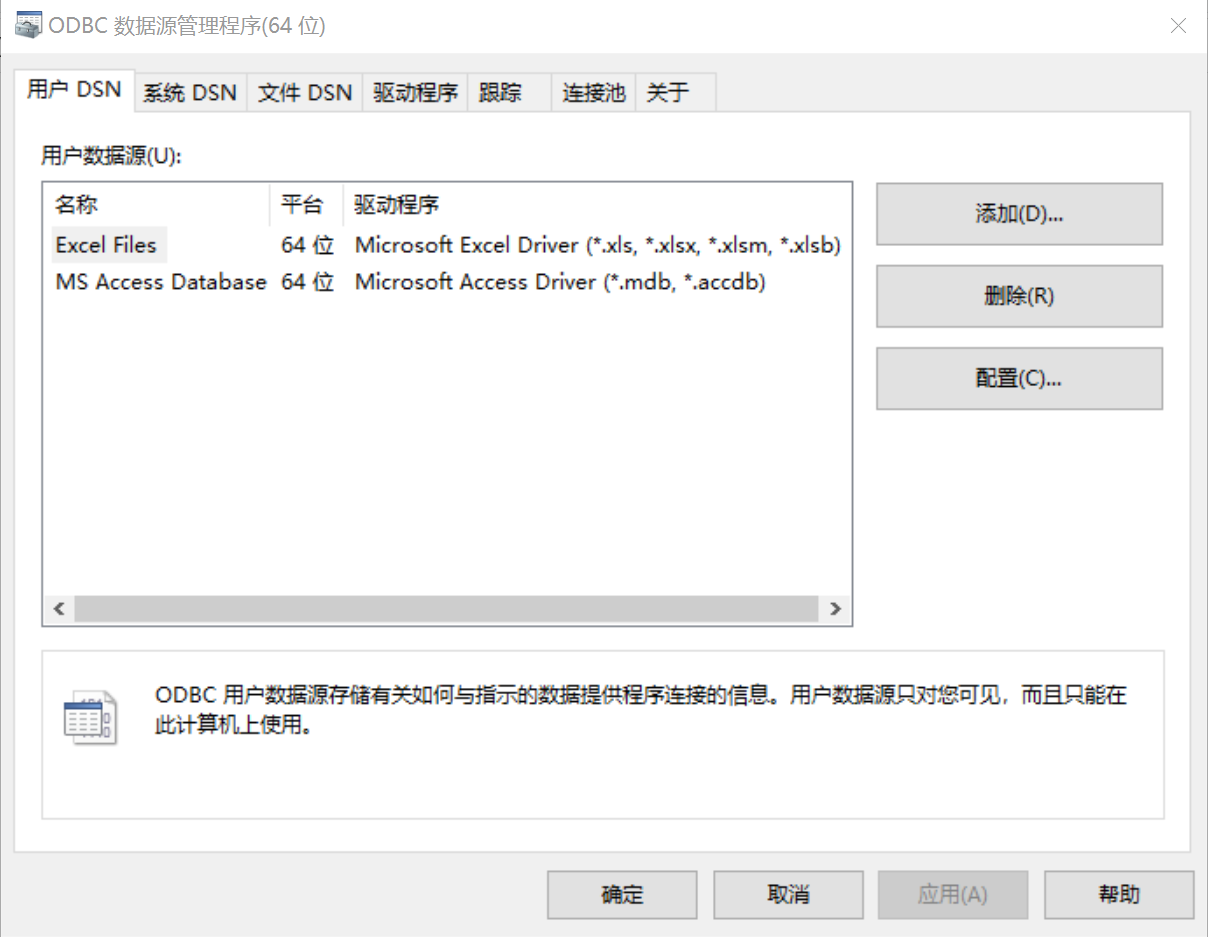 ODBC 数据源管理程序(64 位)
用户 DSN 系统 DSN 文件 DSN 驱动程序 跟踪 连接池 关于
用户数据源(U):
名称 平台 驱动程序
Excel Files 64 位 Microsoft Excel Driver (*.xls, *.xlsx, *.xlsm, *.xlsb)
MS Access Database 64 位 Microsoft Access Driver (*.mdb, *.accdb)
添加(D)...
删除(R)
配置(C)...
ODBC 用户数据源存储有关如何与指示的数据提供程序连接的信息。用户数据源只对您可见，而且只能在
此计算机上使用。
确定 取消 应用(A) 帮助